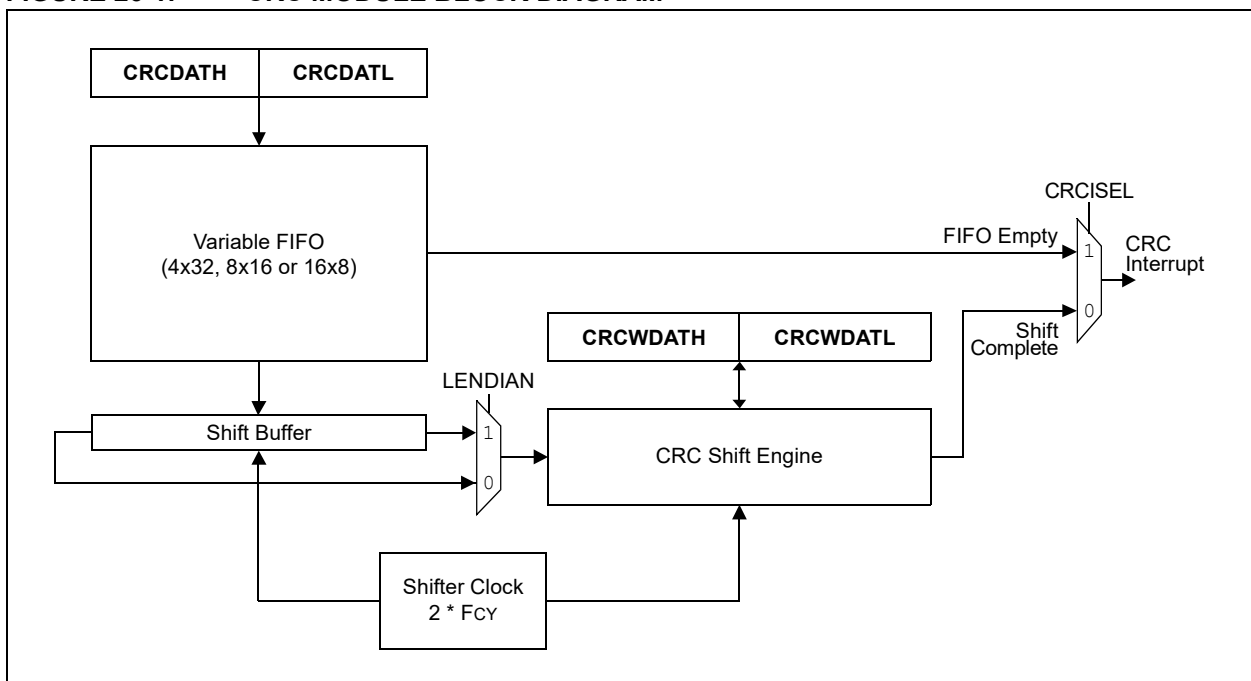 CRCDATH CRCDATL
Variable FIFO
(4x32, 8x16 or 16x8)
CRCISEL
FIFO Empty
1
CRC
Interrupt
0
Shift
Complete
CRCWDATH CRCWDATL
LENDIAN
Shift Buffer
1
0
CRC Shift Engine
Shifter Clock
2 * FCY